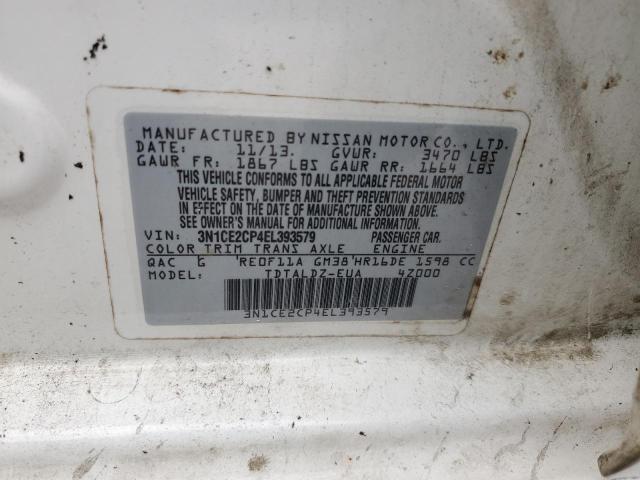 MANUFACTURED BY NISSAN MOTOR CO., LTD.
DATE: 11/13. GVWR: 3470 LBS
GAWR FR: 1867 LBS GAWR RR: 1664 LBS
THIS VEHICLE CONFORMS TO ALL APPLICABLE FEDERAL MOTOR
VEHICLE SAFETY, BUMPER AND THEFT PREVENTION STANDARDS
IN EFFECT ON THE DATE OF MANUFACTURE SHOWN ABOVE.
SEE OWNER'S MANUAL FOR ADDITIONAL INFORMATION.
VIN: 3N1CE2CP4EL393579 PASSENGER CAR.
COLOR TRIM TRANS AXLE ENGINE
QAC G RE0F11A GM38 HR16DE 1598 CC
MODEL: TDTALDZ-EUA 4Z000
3N1CE2CP4EL393579